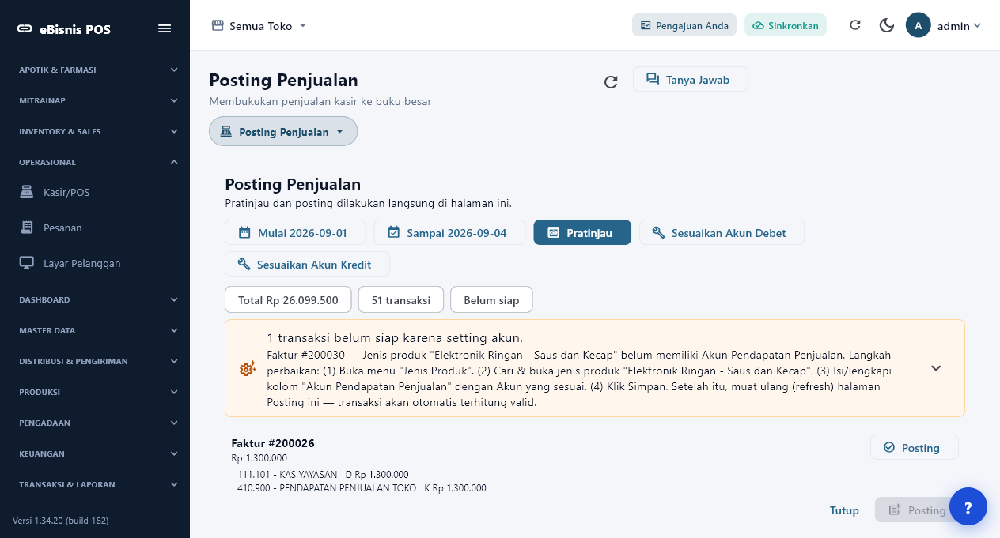 eBisnis POS
APOTIK & FARMASI
MITRAINAP
INVENTORY & SALES
OPERASIONAL
Kasir/POS
Pesanan
Layar Pelanggan
DASHBOARD
MASTER DATA
DISTRIBUSI & PENGIRIMAN
PRODUKSI
PENGADAAN
KEUANGAN
TRANSAKSI & LAPORAN
Versi 1.34.20 (build 182)
Semua Toko
Pengajuan Anda
Sinkronkan
A
admin
Posting Penjualan
Membukukan penjualan kasir ke buku besar
Tanya Jawab
Posting Penjualan
Posting Penjualan
Pratinjau dan posting dilakukan langsung di halaman ini.
Mulai 2026-09-01
Sampai 2026-09-04
Pratinjau
Sesuaikan Akun Debet
Sesuaikan Akun Kredit
Total Rp 26.099.500
51 transaksi
Belum siap
1 transaksi belum siap karena setting akun.
Faktur #200030 — Jenis produk "Elektronik Ringan - Saus dan Kecap" belum memiliki Akun Pendapatan Penjualan. Langkah
perbaikan: (1) Buka menu "Jenis Produk". (2) Cari & buka jenis produk "Elektronik Ringan - Saus dan Kecap". (3) Isi/lengkapi
kolom "Akun Pendapatan Penjualan" dengan Akun yang sesuai. (4) Klik Simpan. Setelah itu, muat ulang (refresh) halaman
Posting ini — transaksi akan otomatis terhitung valid.
Faktur #200026
Rp 1.300.000
111.101 - KAS YAYASAN D Rp 1.300.000
410.900 - PENDAPATAN PENJUALAN TOKO K Rp 1.300.000
Posting
Tutup
Posting
?